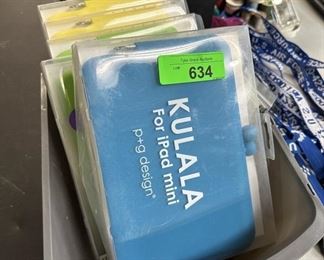 634
KULALA
For iPad mini
p+g design